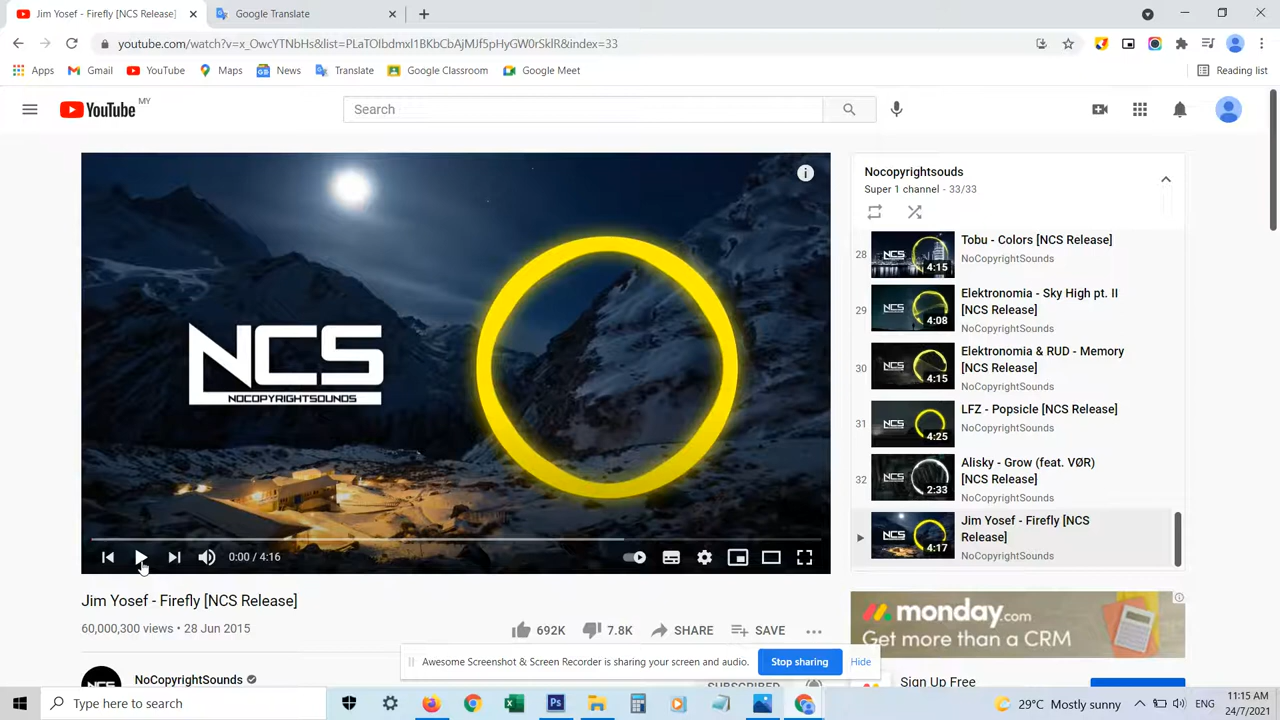 Jim Yosef - Firefly [NCS Release]
Google Translate
youtube.com/watch?v=x_OwcYTNbHs&list=PLaTOIbdmxl1BKbCbAjMJf5pHyGW0rSklR&index=33
Apps Gmail YouTube Maps News Translate Google Classroom Google Meet Reading list
YouTube MY
Search
NCS
NOCOPYRIGHTSOUNDS
0:00 / 4:16
Nocopyrightsouds
Super 1 channel - 33/33
28
4:15
Tobu - Colors [NCS Release]
NoCopyrightSounds
29
NCS
4:08
Elektronomia - Sky High pt. II
[NCS Release]
NoCopyrightSounds
30
NCS
4:15
Elektronomia & RUD - Memory
[NCS Release]
NoCopyrightSounds
31
NCS
4:25
LFZ - Popsicle [NCS Release]
NoCopyrightSounds
32
NCS
2:33
Alisky - Grow (feat. VØR)
[NCS Release]
NoCopyrightSounds
NCS
4:17
Jim Yosef - Firefly [NCS
Release]
NoCopyrightSounds
Jim Yosef - Firefly [NCS Release]
60,000,300 views • 28 Jun 2015
692K 7.8K SHARE SAVE
monday.com
Get more than a CRM
Sign Up Free
NoCopyrightSounds
SUBSCRIBED
Awesome Screenshot & Screen Recorder is sharing your screen and audio. Stop sharing Hide
Type here to search
29°C Mostly sunny
ENG
11:15 AM
24/7/2021